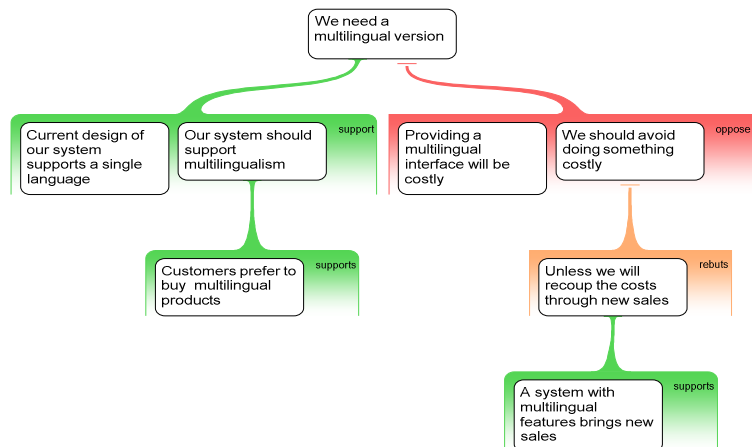 We need a
multilingual version
Current design of
our system
supports a single
language
Our system should
support
multilingualism
support
Providing a
multilingual
interface will be
costly
We should avoid
doing something
costly
oppose
Customers prefer to
buy multilingual
products
supports
Unless we will
recoup the costs
through new sales
rebuts
A system with
multilingual
features brings new
sales
supports